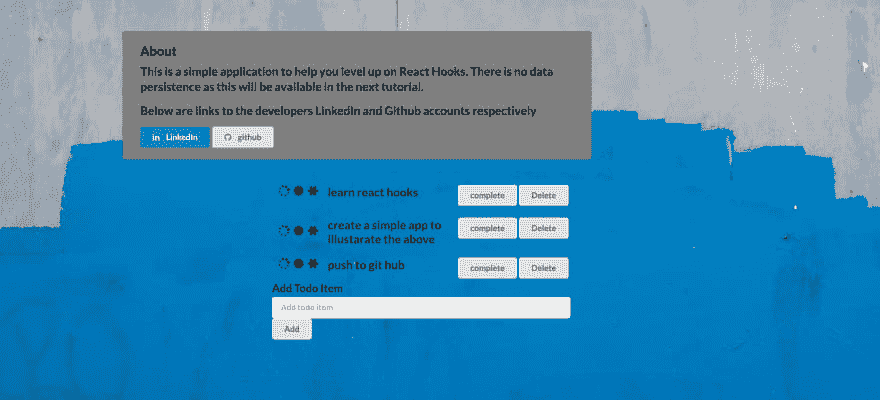 About
This is a simple application to help you level up on React Hooks. There is no data
persistence as this will be available in the next tutorial.
Below are links to the developers LinkedIn and Github accounts respectively
in LinkedIn github
learn react hooks complete Delete
create a simple app to
illustarate the above complete Delete
push to git hub complete Delete
Add Todo Item
Add todo item
Add